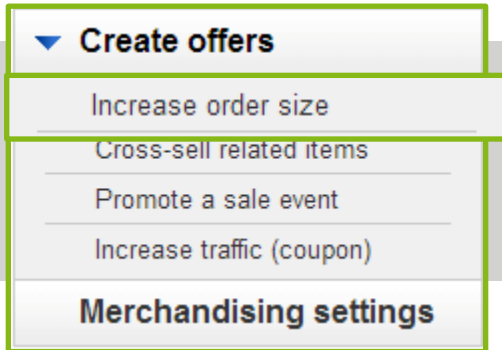 Create offers
Increase order size
Cross-sell related items
Promote a sale event
Increase traffic (coupon)
Merchandising settings